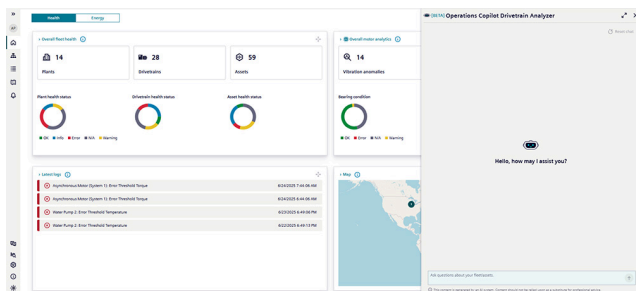 Health
Energy
[BETA] Operations Copilot Drivetrain Analyzer
Reset chat
AP
Overall fleet health
14
Plants
28
Drivetrains
59
Assets
Plant health status
Drivetrain health status
Asset health status
OK Info Error N/A Warning
Overall motor analytics
14
Vibration anomalies
Bearing condition
OK Error N/A Warning
Latest logs
Asynchronous Motor (System 1): Error Threshold Torque 6/24/2025 7:44:06 AM
Asynchronous Motor (System 1): Error Threshold Torque 6/24/2025 6:44:06 AM
Water Pump 2: Error Threshold Temperature 6/23/2025 6:49:30 PM
Water Pump 2: Error Threshold Temperature 6/22/2025 6:49:13 PM
Map
Hello, how may I assist you?
Ask questions about your fleet/assets.